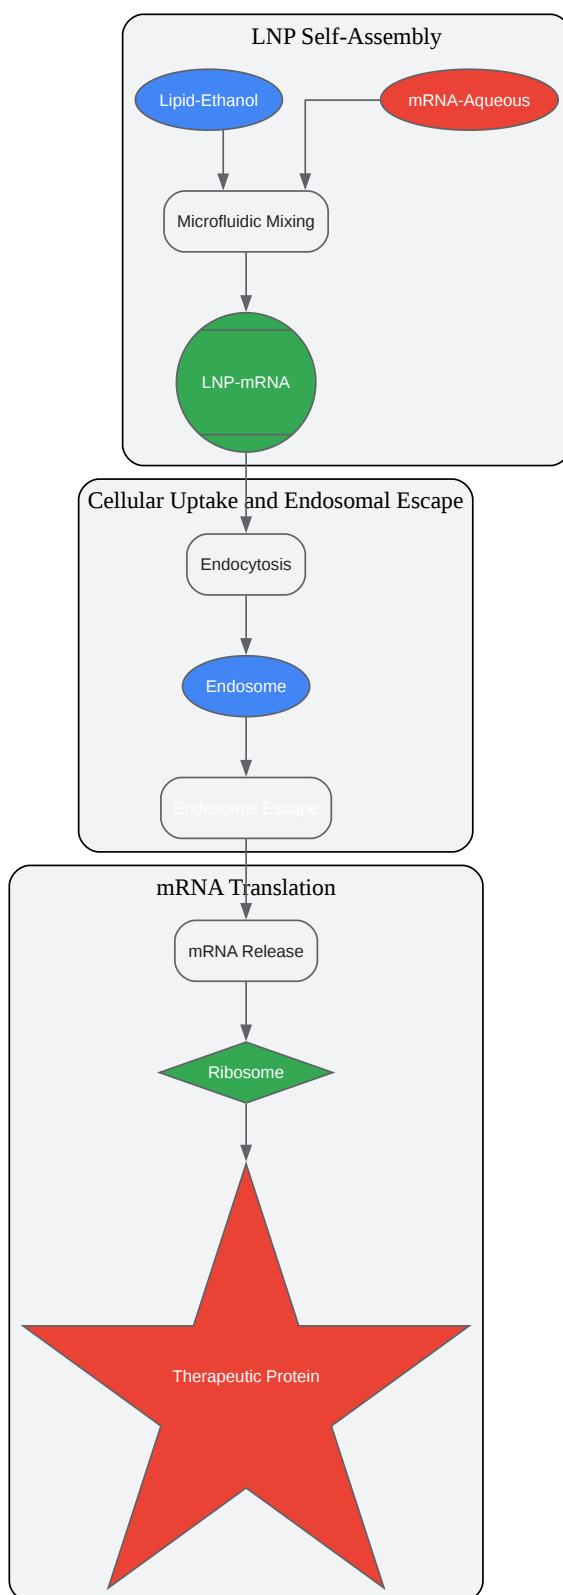 LNP Self-Assembly
Lipid-Ethanol
mRNA-Aqueous
Microfluidic Mixing
LNP-mRNA
Cellular Uptake and Endosomal Escape
Endocytosis
Endosome
Endosomal Escape
mRNA Translation
mRNA Release
Ribosome
Therapeutic Protein